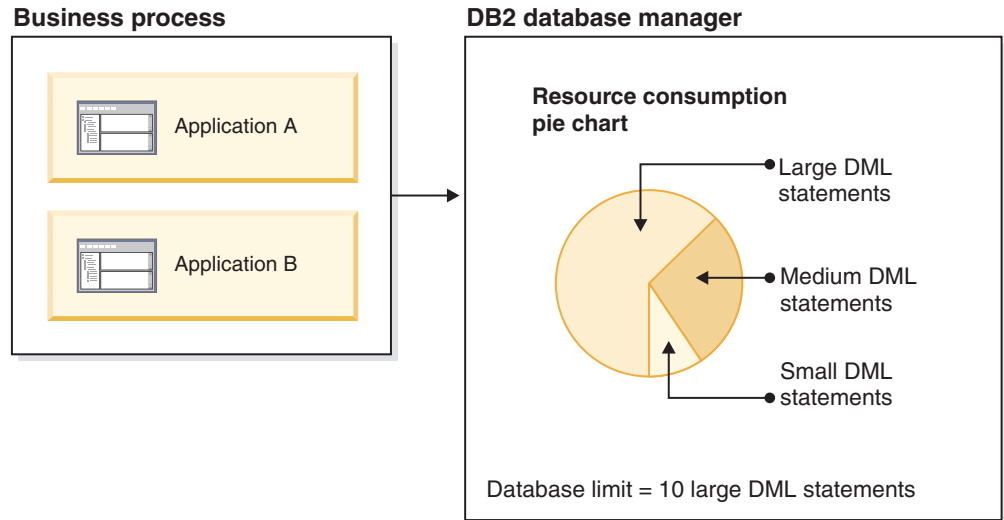 Business process
Application A
Application B
DB2 database manager
Resource consumption
pie chart
Large DML
statements
Medium DML
statements
Small DML
statements
Database limit = 10 large DML statements